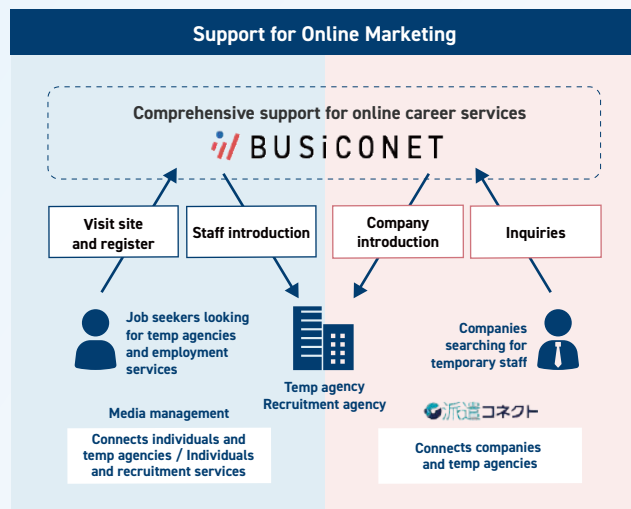 Support for Online Marketing
Comprehensive support for online career services
BUSiCONET
Visit site
and register
Staff introduction
Company
introduction
Inquiries
Job seekers looking
for temp agencies
and employment
services
Temp agency
Recruitment agency
Companies
searching for
temporary staff
Media management
Connects individuals and
temp agencies / Individuals
and recruitment services
派遣コネクト
Connects companies
and temp agencies